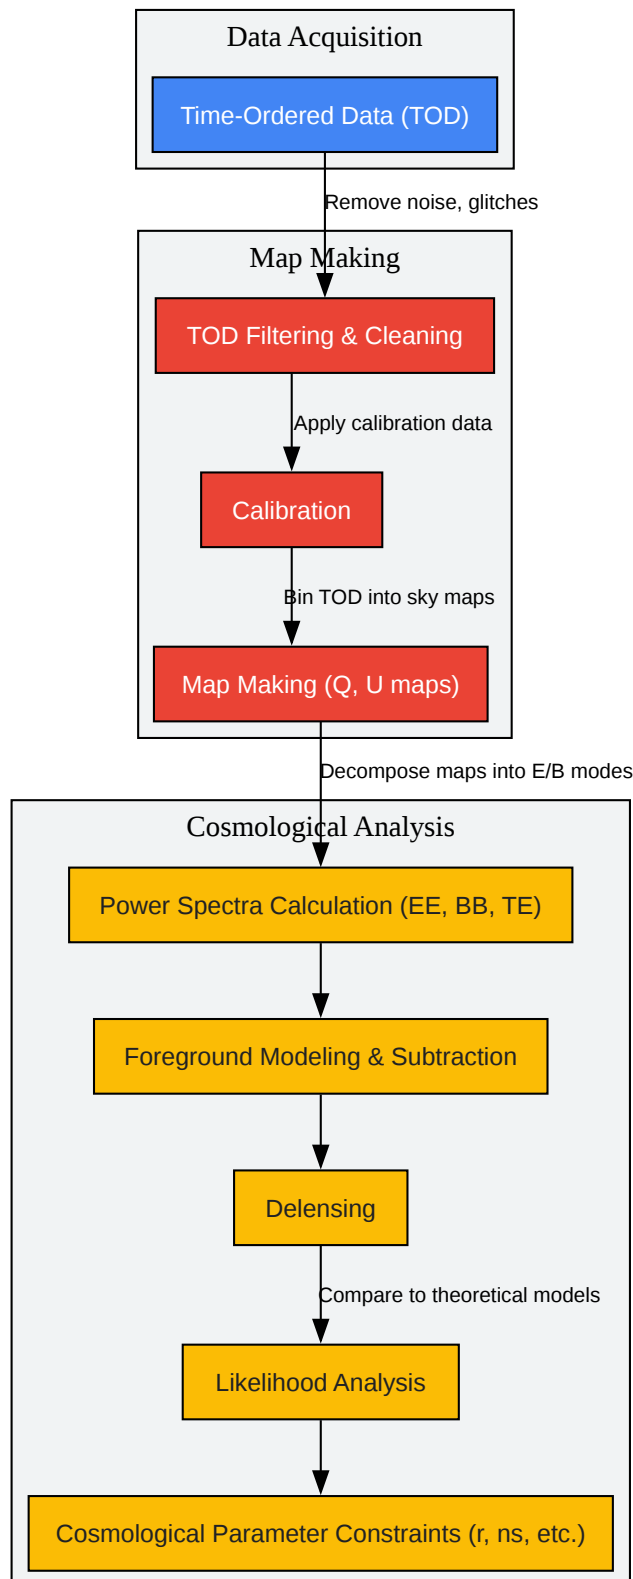 Data Acquisition
Time-Ordered Data (TOD)
Remove noise, glitches
Map Making
TOD Filtering & Cleaning
Apply calibration data
Calibration
Bin TOD into sky maps
Map Making (Q, U maps)
Decompose maps into E/B modes
Cosmological Analysis
Power Spectra Calculation (EE, BB, TE)
Foreground Modeling & Subtraction
Delensing
Compare to theoretical models
Likelihood Analysis
Cosmological Parameter Constraints (r, ns, etc.)